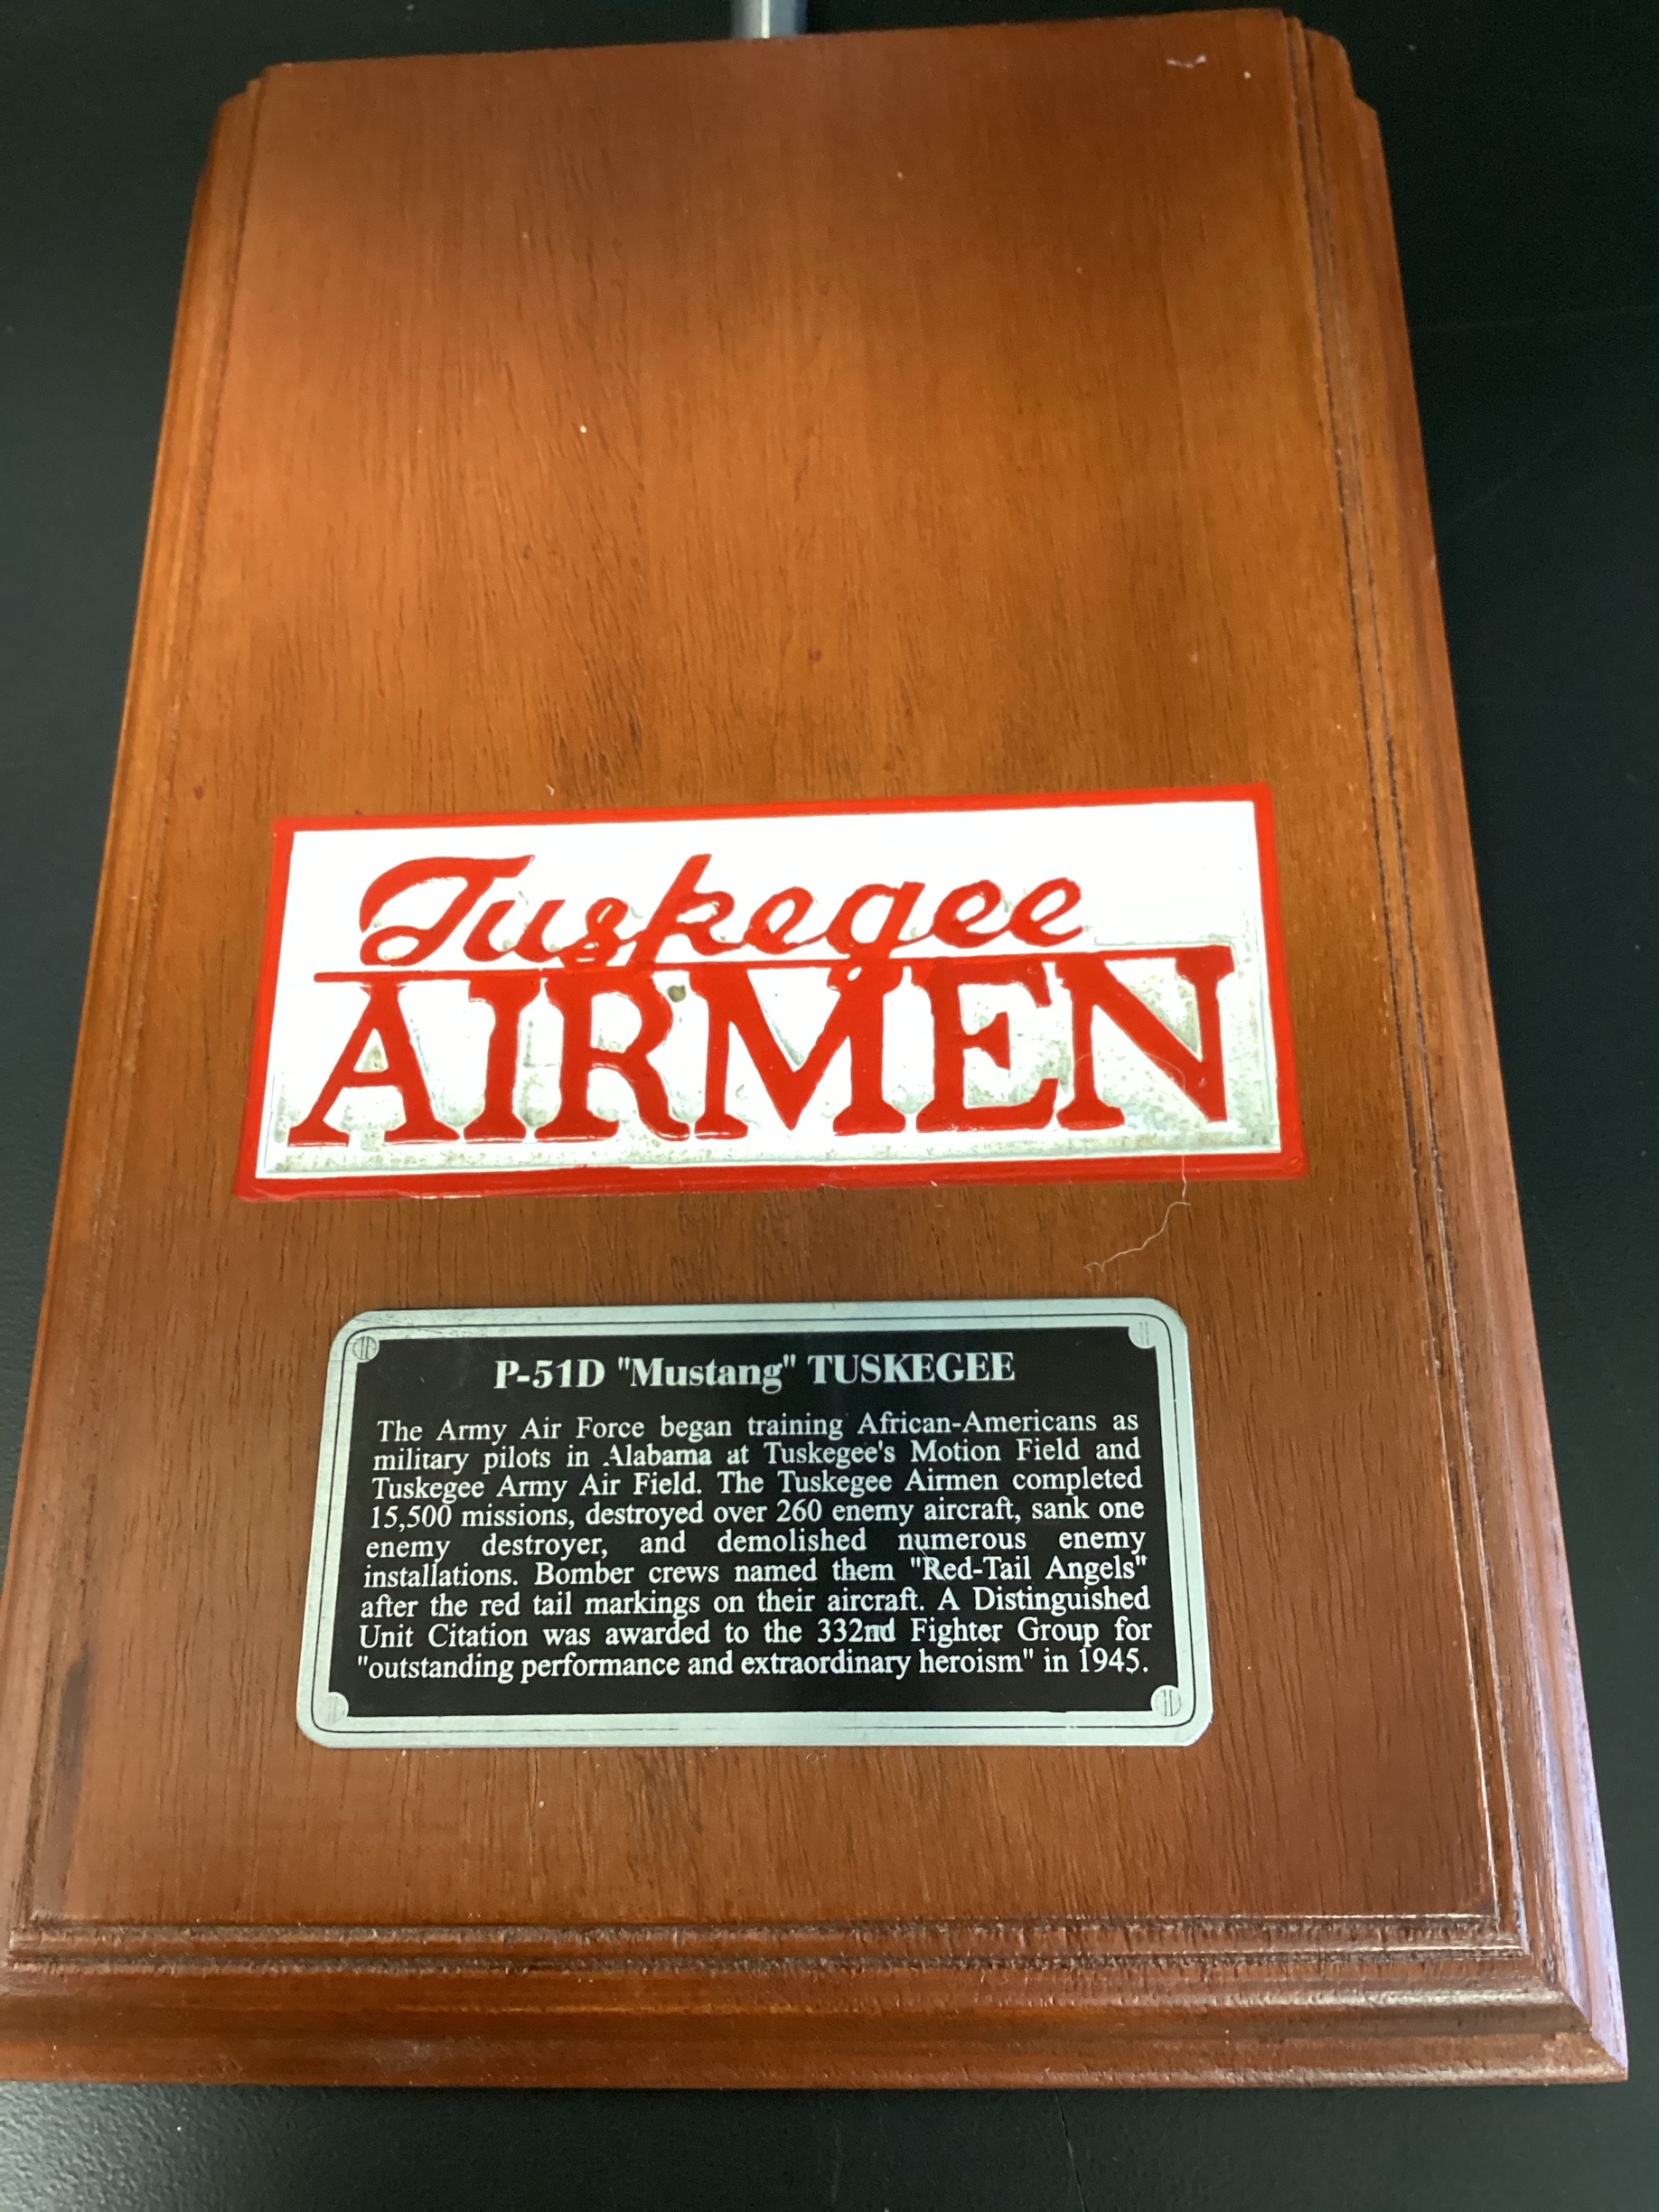 Tuskegee
AIRMEN
P-51D "Mustang" TUSKEGEE
The Army Air Force began training African-Americans as
military pilots in Alabama at Tuskegee's Motion Field and
Tuskegee Army Air Field. The Tuskegee Airmen completed
15,500 missions, destroyed over 260 enemy aircraft, sank one
enemy destroyer, and demolished numerous enemy
installations. Bomber crews named them "Red-Tail Angels"
after the red tail markings on their aircraft. A Distinguished
Unit Citation was awarded to the 332nd Fighter Group for
"outstanding performance and extraordinary heroism" in 1945.